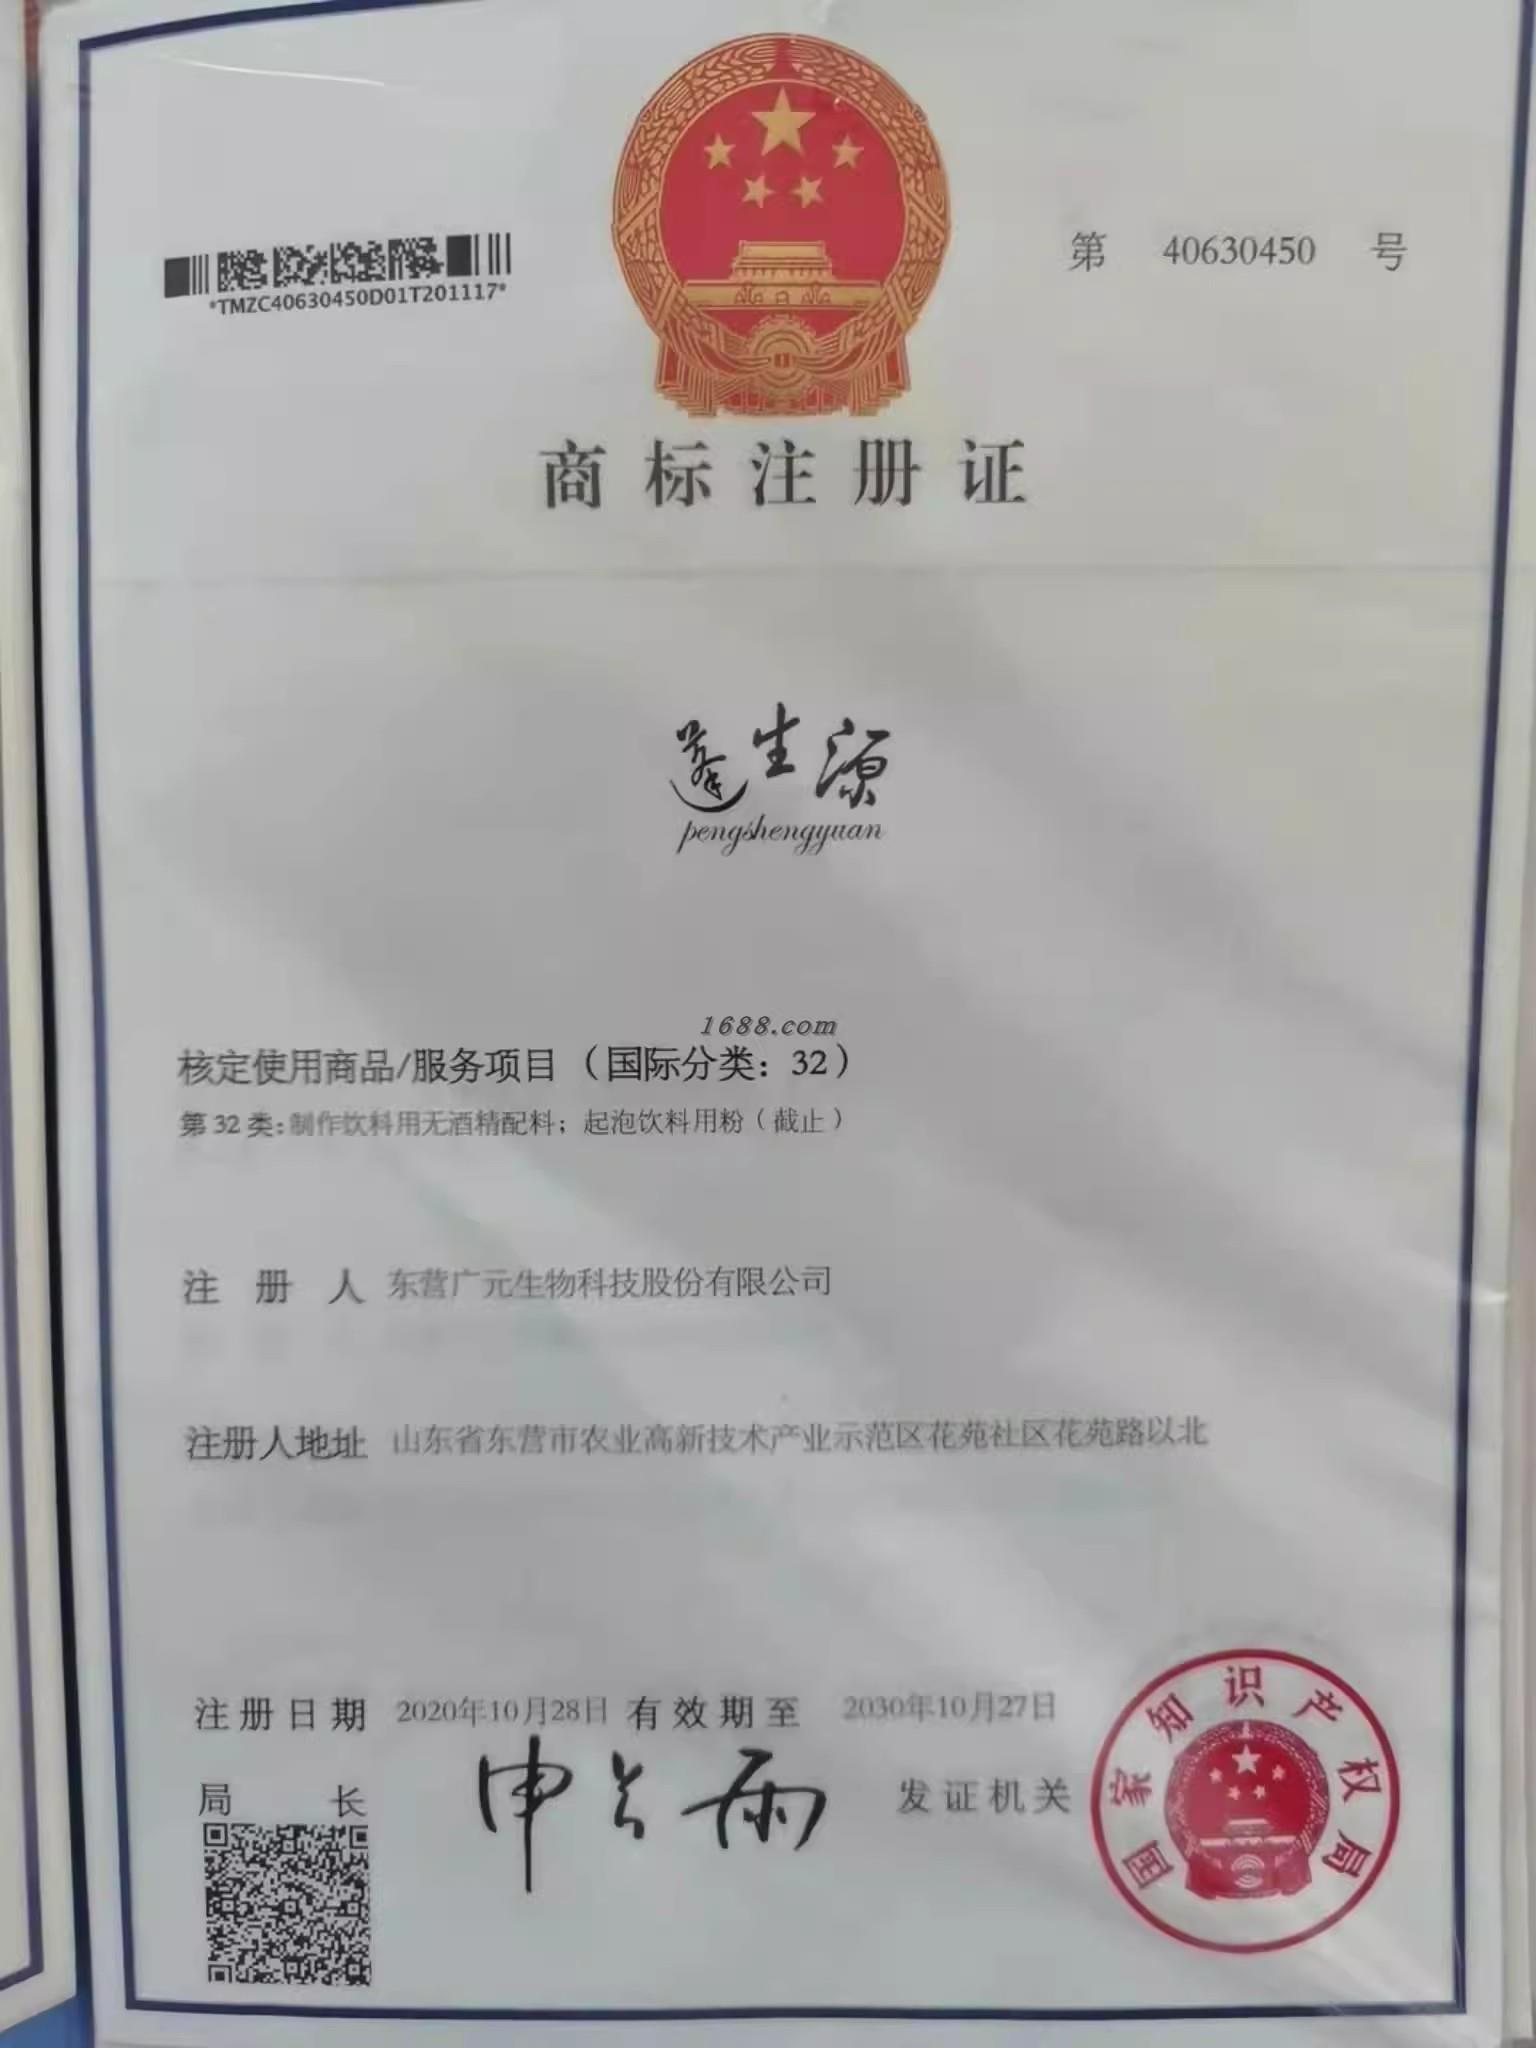 *TMZC40630450D01T201117*
第 40630450 号
商标注册证
蓬生源
pengshengyuan
1688.com
核定使用商品/服务项目（国际分类：32）
第32类：制作饮料用无酒精配料；起泡饮料用粉（截止）
注册人 东营广元生物科技股份有限公司
注册人地址 山东省东营市农业高新技术产业示范区花苑社区花苑路以北
注册日期 2020年10月28日 有效期至 2030年10月27日
局长 申长雨 发证机关
国家知识产权局